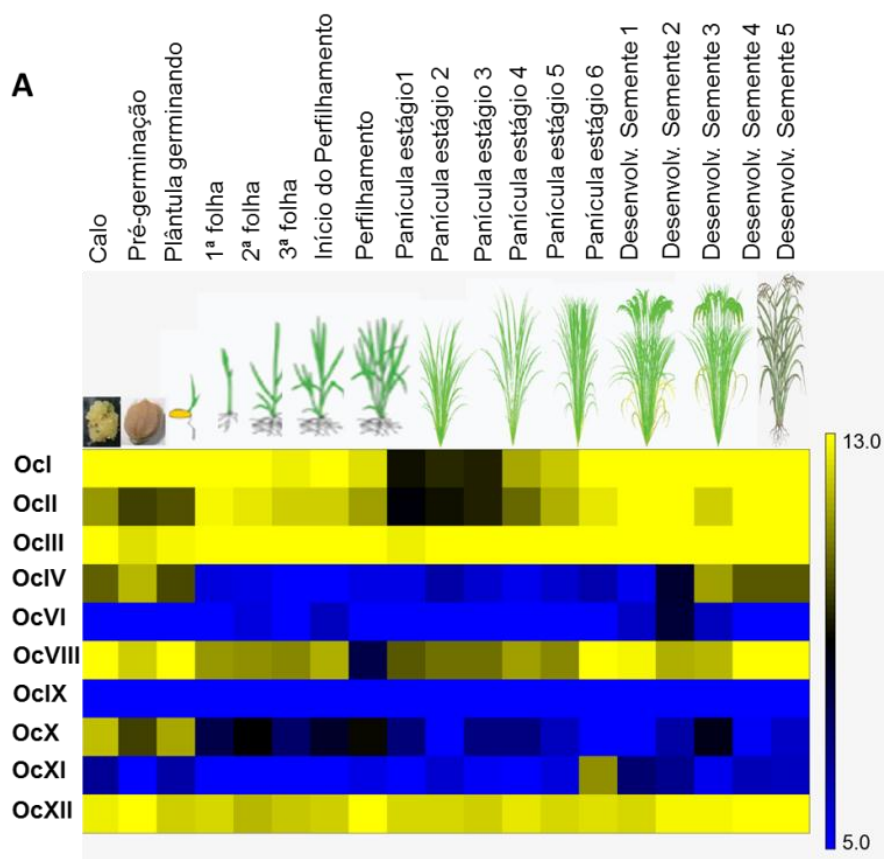 A
Calo
Pré-germinação
Plântula germinando
1ª folha
2ª folha
3ª folha
Início do Perfilhamento
Perfilhamento
Panícula estágio1
Panícula estágio 2
Panícula estágio 3
Panícula estágio 4
Panícula estágio 5
Panícula estágio 6
Desenvolv. Semente 1
Desenvolv. Semente 2
Desenvolv. Semente 3
Desenvolv. Semente 4
Desenvolv. Semente 5
OcI
OcII
OcIII
OcIV
OcVI
OcVIII
OcIX
OcX
OcXI
OcXII
13.0
5.0